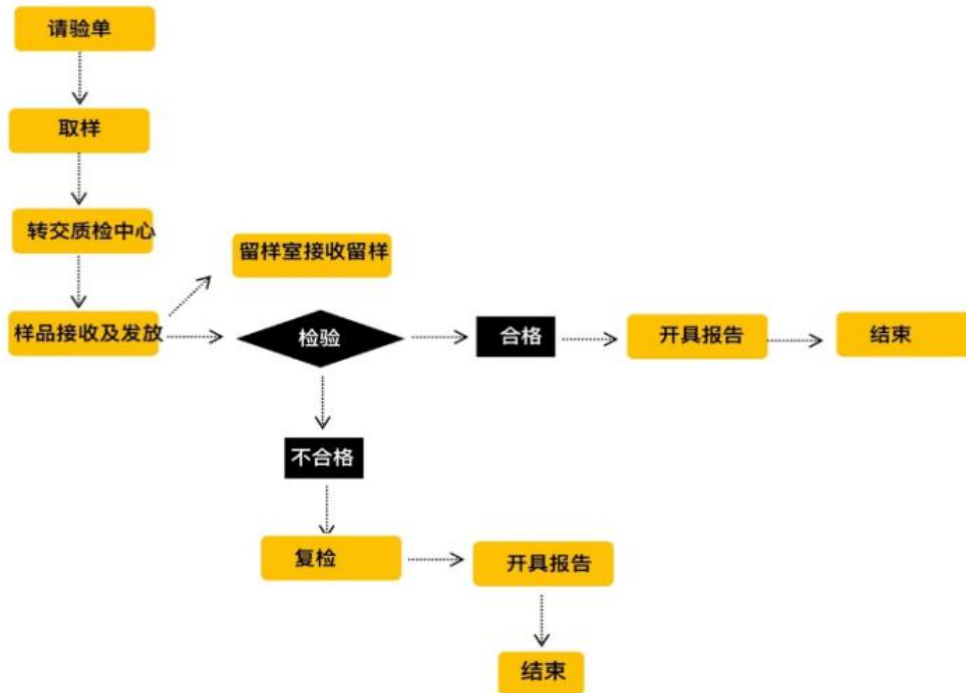 请验单
取样
转交质检中心
留样室接收留样
样品接收及发放
检验
合格
开具报告
结束
不合格
复检
开具报告
结束